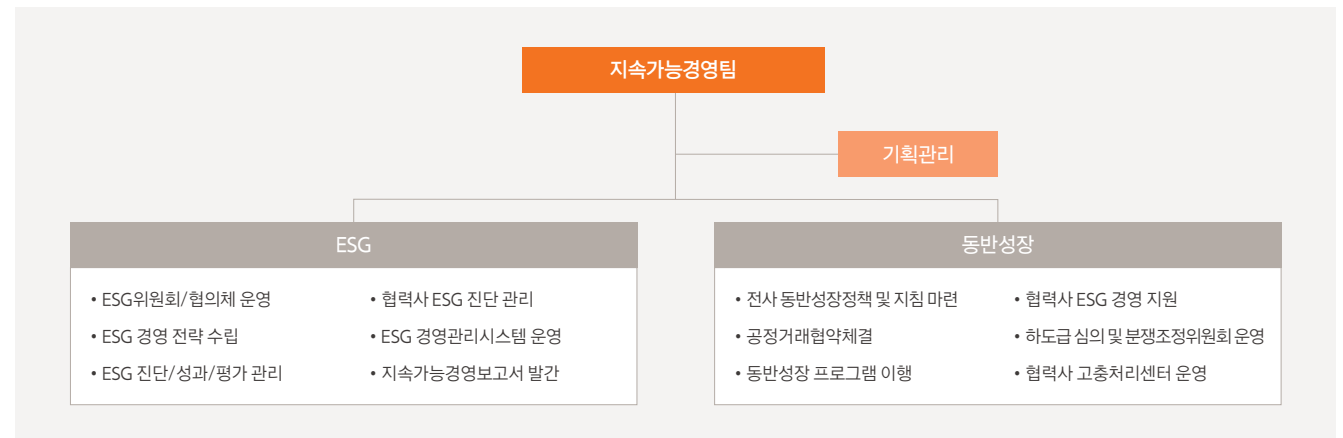 지속가능경영팀
기획관리
ESG
• ESG위원회/협의체 운영
• ESG 경영 전략 수립
• ESG 진단/성과/평가 관리
• 협력사 ESG 진단 관리
• ESG 경영관리시스템 운영
• 지속가능경영보고서 발간
동반성장
• 전사 동반성장정책 및 지침 마련
• 공정거래협약체결
• 동반성장 프로그램 이행
• 협력사 ESG 경영 지원
• 하도급 심의 및 분쟁조정위원회 운영
• 협력사 고충처리센터 운영